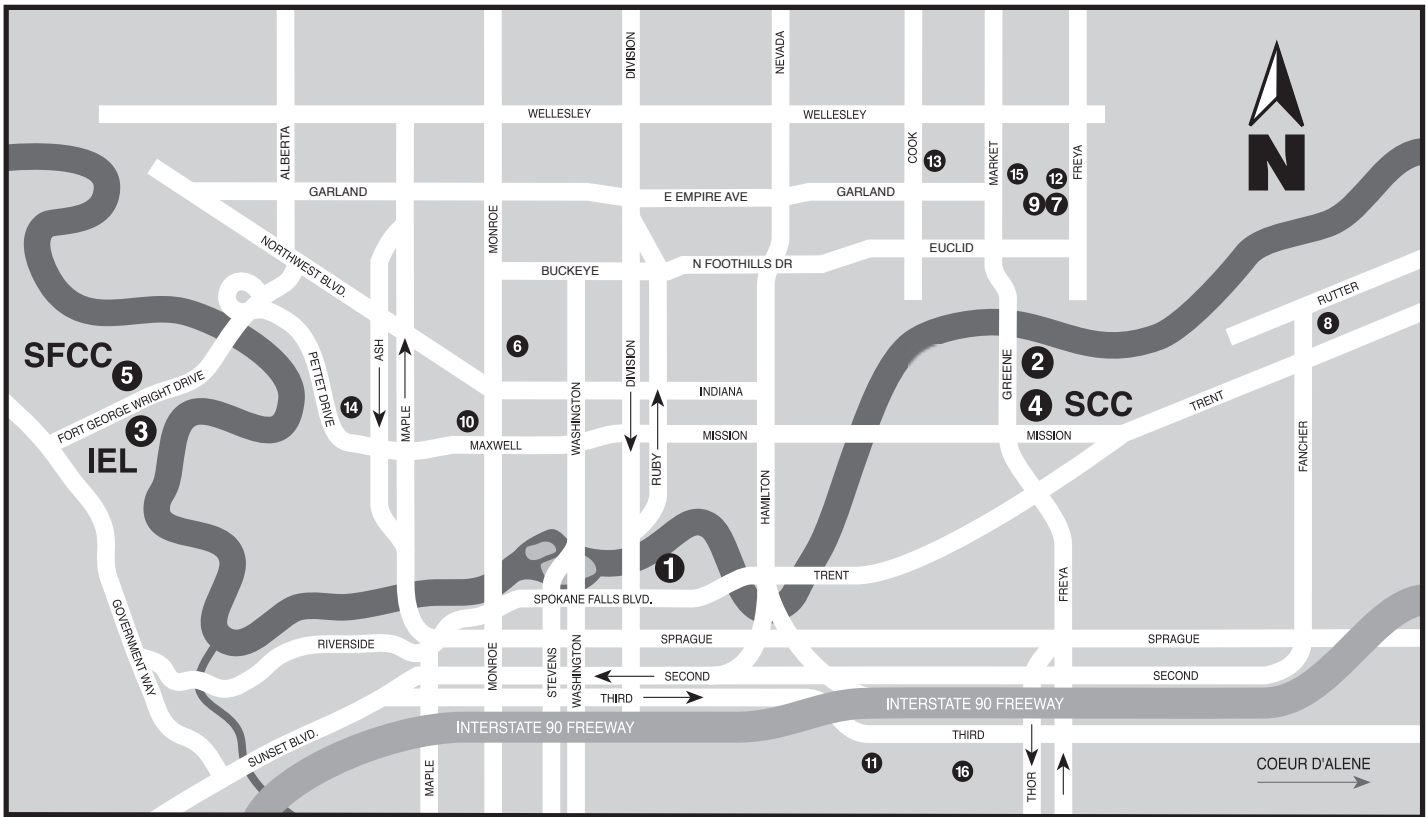 DIVISION
NEVADA
WELLESLEY
WELLESLEY
ALBERTA
COOK
13
MARKET
15
12
FREYA
N
GARLAND
E EMPIRE AVE
GARLAND
9
7
MONROE
NORTHWEST BLVD.
BUCKEYE
N FOOTHILLS DR
EUCLID
RUTTER
8
SFCC
5
FORT GEORGE WRIGHT DRIVE
3
IEL
PETTET DRIVE
14
ASH
MAPLE
6
10
MAXWELL
WASHINGTON
DIVISION
RUBY
INDIANA
MISSION
HAMILTON
GREENE
2
4
SCC
MISSION
TRENT
FANCHER
1
TRENT
SPOKANE FALLS BLVD.
FREYA
GOVERNMENT WAY
RIVERSIDE
SPRAGUE
SPRAGUE
MONROE
STEVENS
WASHINGTON
SECOND
SECOND
THIRD
INTERSTATE 90 FREEWAY
INTERSTATE 90 FREEWAY
SUNSET BLVD.
MAPLE
THIRD
11
16
THOR
COEUR D'ALENE